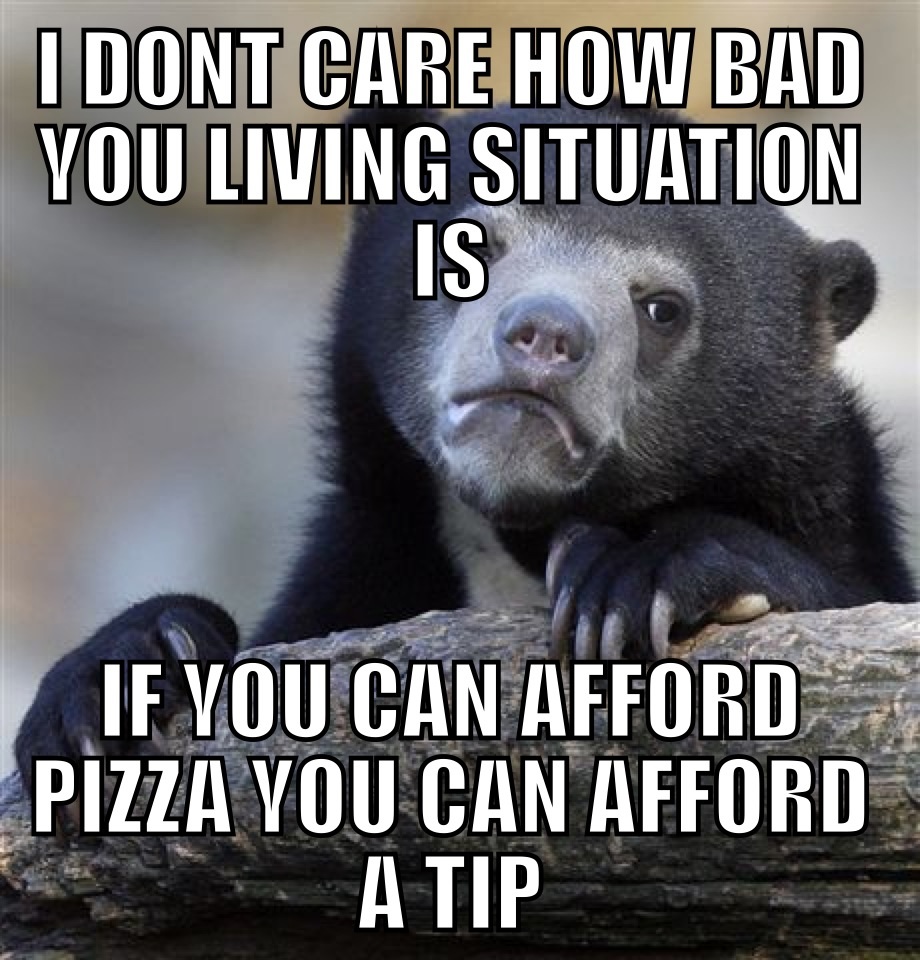 I DONT CARE HOW BAD
YOU LIVING SITUATION
IS
IF YOU CAN AFFORD
PIZZA YOU CAN AFFORD
A TIP